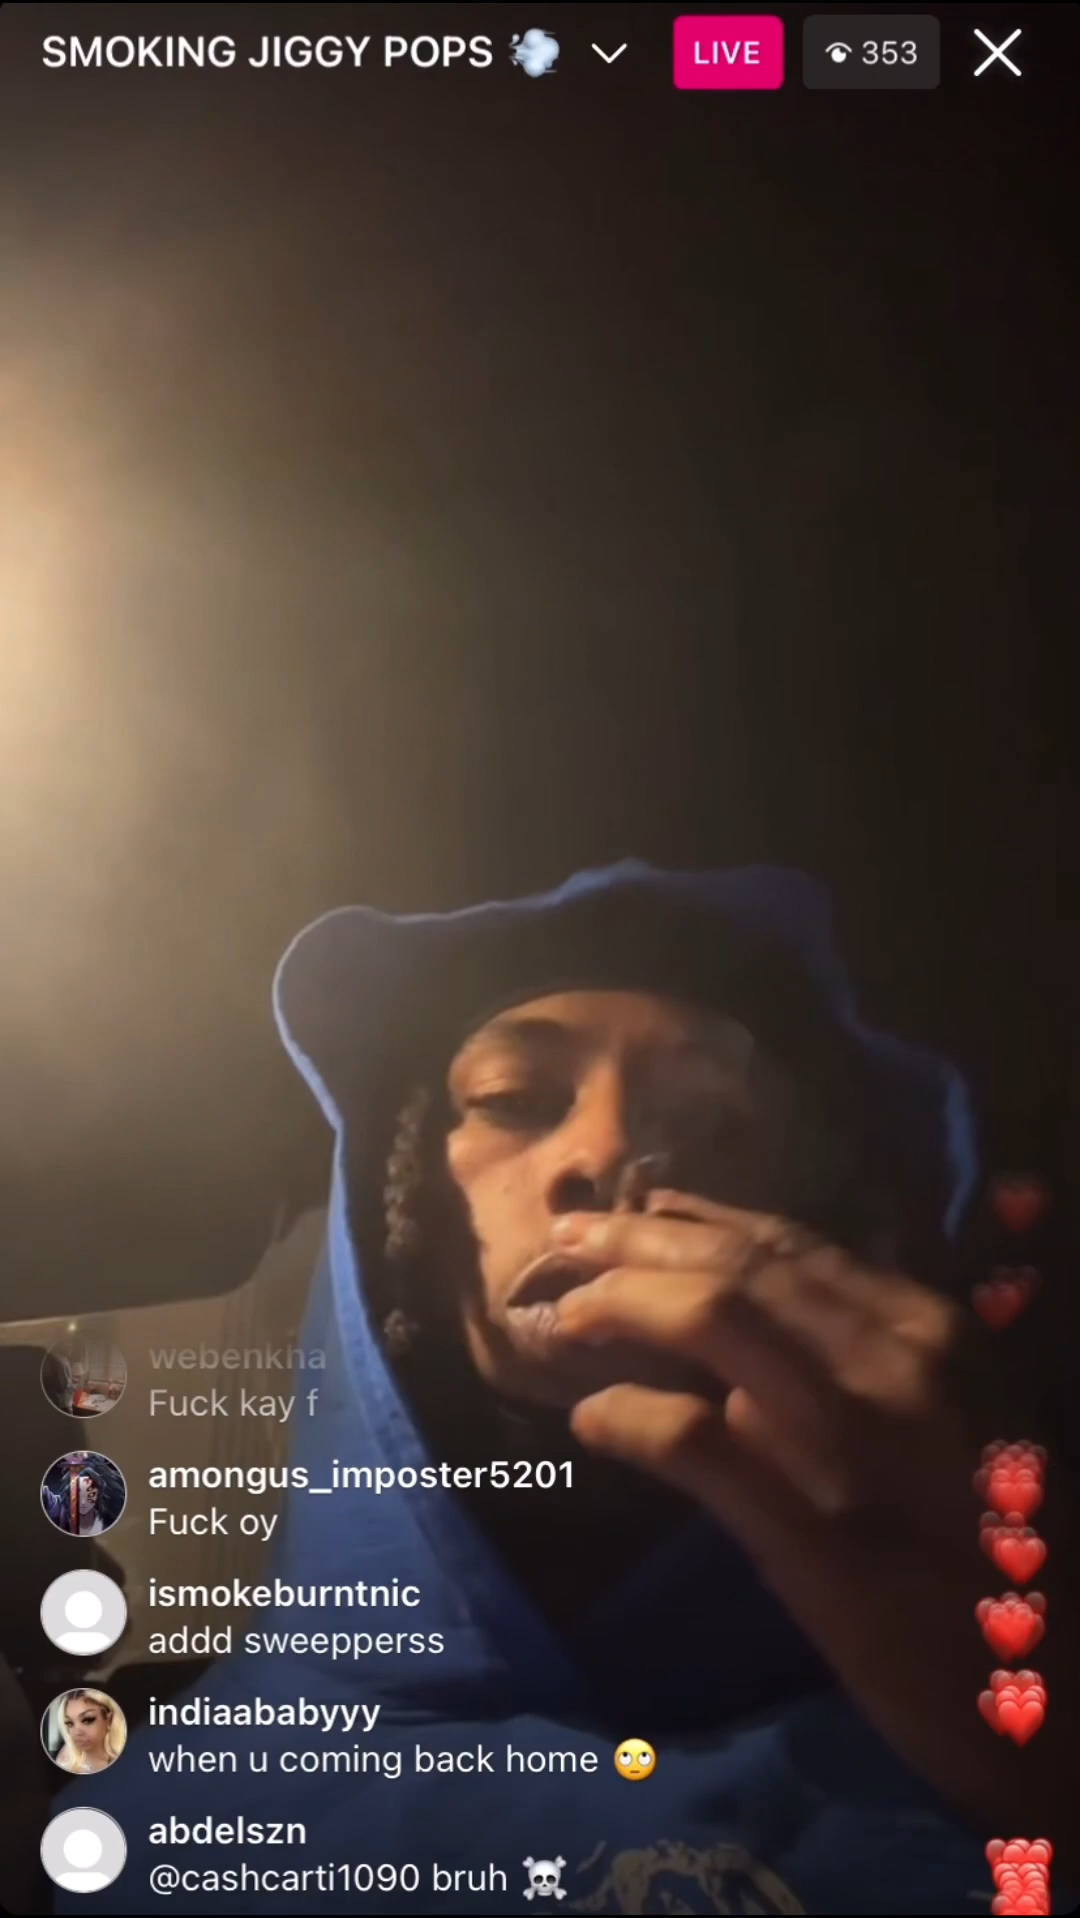 SMOKING JIGGY POPS 💨
LIVE
353
webenkha
Fuck kay f
amongus_imposter5201
Fuck oy
ismokeburntnic
addd sweepperss
indiaababyyy
when u coming back home 🙄
abdelszn
@cashcarti1090 bruh ☠️